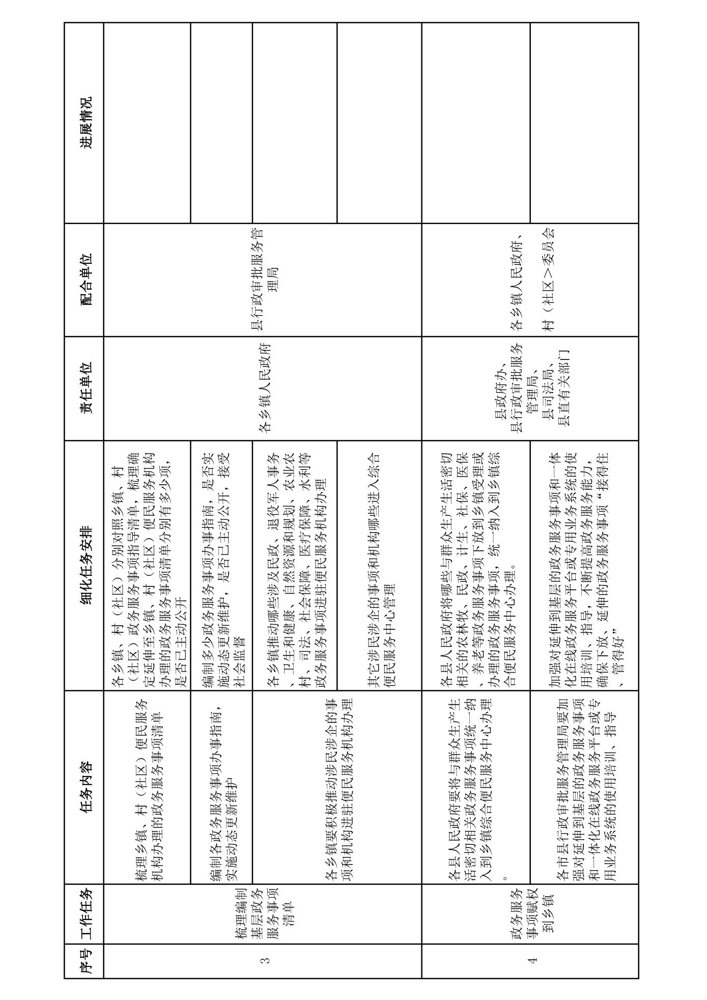 序号
工作任务
任务内容
细化任务安排
责任单位
配合单位
进展情况
3
梳理编制
基层政务
服务事项
清单
梳理乡镇、村（社区）便民服务
机构办理的政务服务事项清单
各乡镇、村（社区）分别对照乡镇、村
（社区）政务服务事项指导清单，梳理确
定延伸至乡镇、村（社区）便民服务机构
办理的政务服务事项清单分别有多少项，
是否已主动公开
各乡镇人民政府
县行政审批服务管
理局
编制各政务服务事项办事指南，
实施动态更新维护
编制多少政务服务事项办事指南，是否实
施动态更新维护，是否已主动公开，接受
社会监督
各乡镇要积极推动涉民涉企的事
项和机构进驻便民服务机构办理
各乡镇推动哪些涉及民政、退役军人事务
、卫生和健康、自然资源和规划、农业农
村、司法、社会保障、医疗保障、水利等
政务服务事项进驻便民服务机构办理
其它涉民涉企的事项和机构哪些进入综合
便民服务中心管理
4
政务服务
事项赋权
到乡镇
各县人民政府要将与群众生产生
活密切相关政务服务事项统一纳
入到乡镇综合便民服务中心办理
。
各县人民政府将哪些与群众生产生活密切
相关的农林牧、民政、计生、社保、医保
、养老等政务服务事项下放到乡镇受理或
办理的政务服务事项，统一纳入到乡镇综
合便民服务中心办理。
县政府办、
县行政审批服务
管理局、
县司法局、
县直有关部门
各乡镇人民政府、
村（社区＞委员会
各市县行政审批服务管理局要加
强对延伸到基层的政务服务事项
和一体化在线政务服务平台或专
用业务系统的使用培训、指导
加强对延伸到基层的政务服务事项和一体
化在线政务服务平台或专用业务系统的使
用培训、指导，不断提高政务服务能力，
确保下放、延伸的政务服务事项“接得住
、管得好”